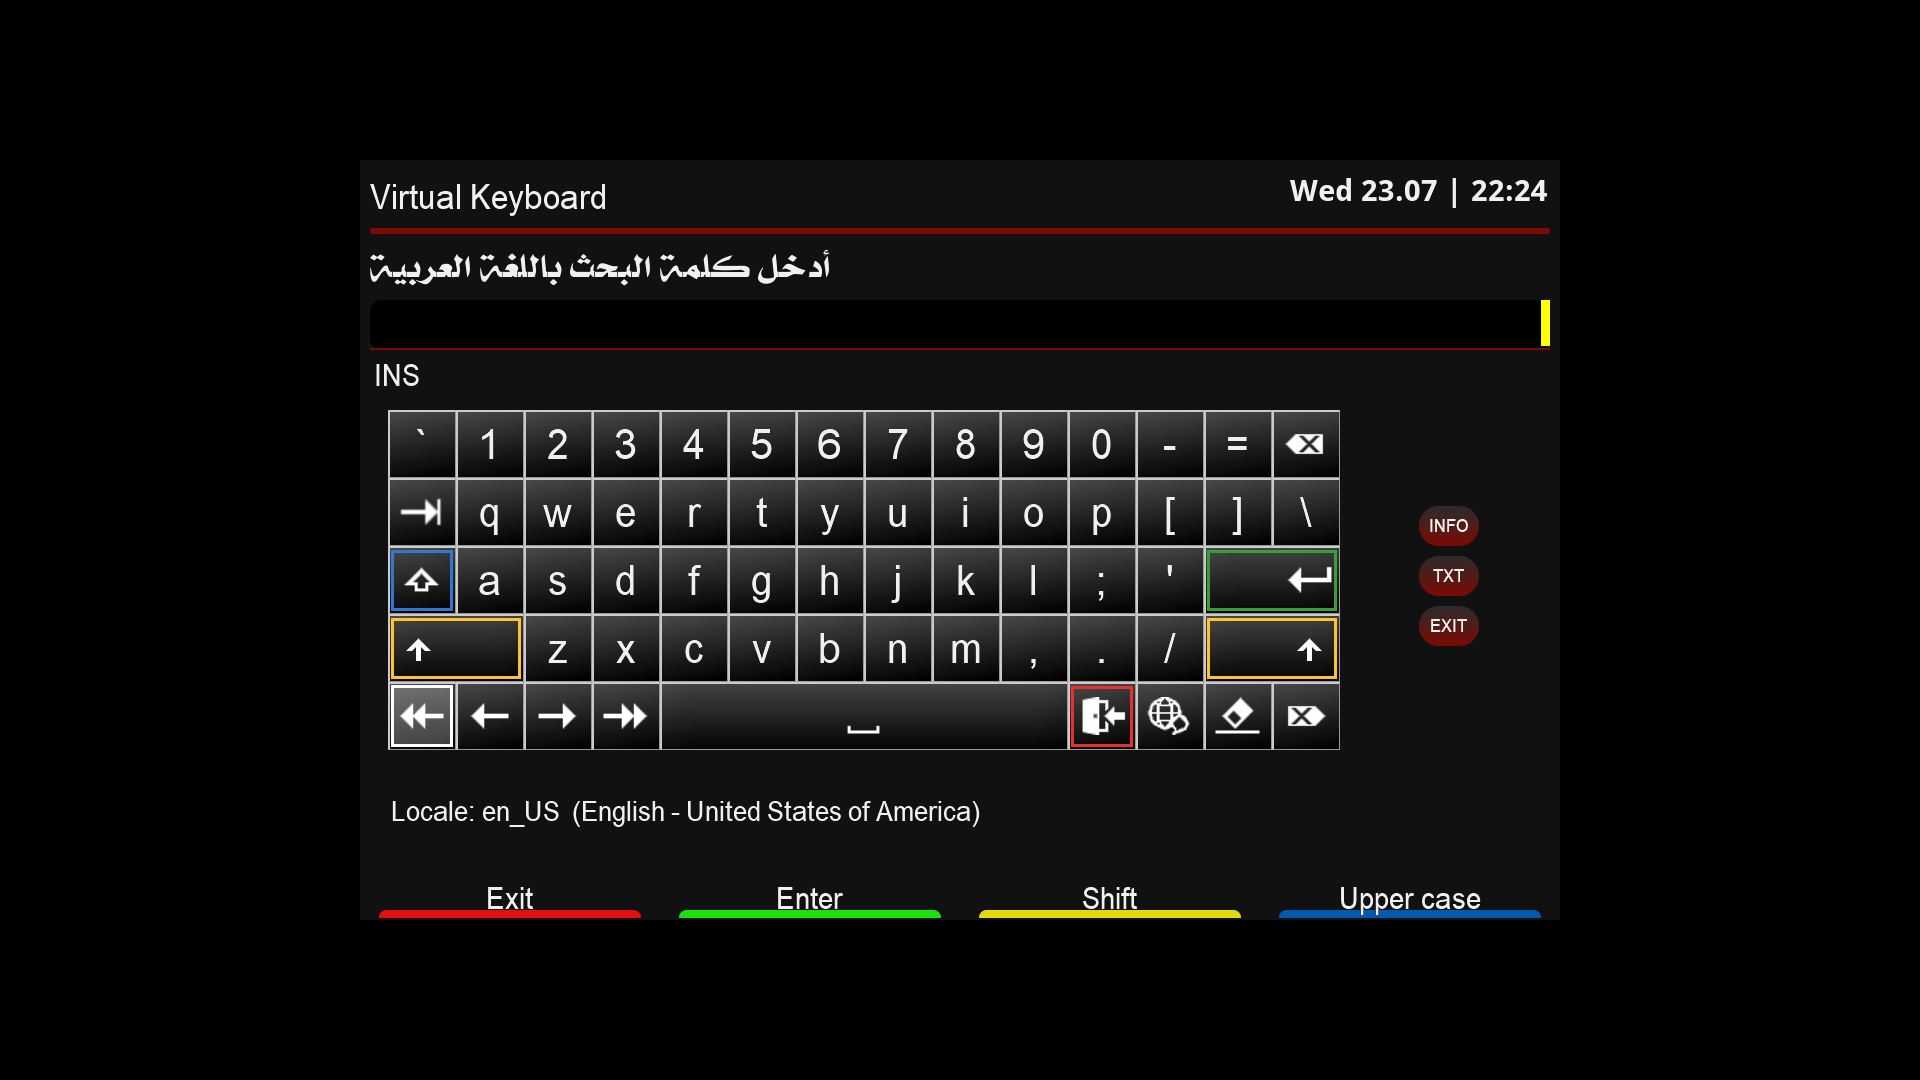 Virtual Keyboard
Wed 23.07 | 22:24
أدخل كلمة البحث باللغة العربية
INS
` 1 2 3 4 5 6 7 8 9 0 - =
q w e r t y u i o p [ ] \
a s d f g h j k l ; '
z x c v b n m , . /
INFO
TXT
EXIT
Locale: en_US (English - United States of America)
Exit Enter Shift Upper case